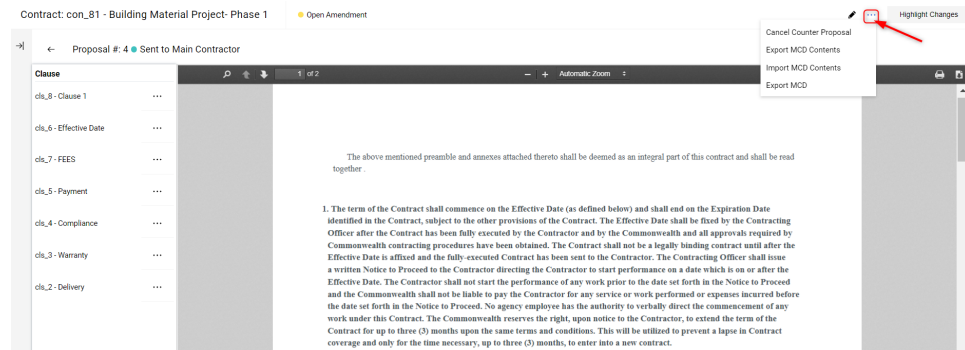 Contract: con_81 - Building Material Project- Phase 1
Open Amendment
Highlight Changes
Cancel Counter Proposal
Export MCD Contents
Import MCD Contents
Export MCD
Proposal #: 4 Sent to Main Contractor
Clause
1 of 2
Automatic Zoom
cls_8 - Clause 1
cls_6 - Effective Date
cls_7 - FEES
cls_5 - Payment
cls_4 - Compliance
cls_3 - Warranty
cls_2 - Delivery
The above mentioned preamble and annexes attached thereto shall be deemed as an integral part of this contract and shall be read
together .
1. The term of the Contract shall commence on the Effective Date (as defined below) and shall end on the Expiration Date
identified in the Contract, subject to the other provisions of the Contract. The Effective Date shall be fixed by the Contracting
Officer after the Contract has been fully executed by the Contractor and by the Commonwealth and all approvals required by
Commonwealth contracting procedures have been obtained. The Contract shall not be a legally binding contract until after the
Effective Date is affixed and the fully-executed Contract has been sent to the Contractor. The Contracting Officer shall issue
a written Notice to Proceed to the Contractor directing the Contractor to start performance on a date which is on or after the
Effective Date. The Contractor shall not start the performance of any work prior to the date set forth in the Notice to Proceed
and the Commonwealth shall not be liable to pay the Contractor for any service or work performed or expenses incurred before
the date set forth in the Notice to Proceed. No agency employee has the authority to verbally direct the commencement of any
work under this Contract. The Commonwealth reserves the right, upon notice to the Contractor, to extend the term of the
Contract for up to three (3) months upon the same terms and conditions. This will be utilized to prevent a lapse in Contract
coverage and only for the time necessary, up to three (3) months, to enter into a new contract.